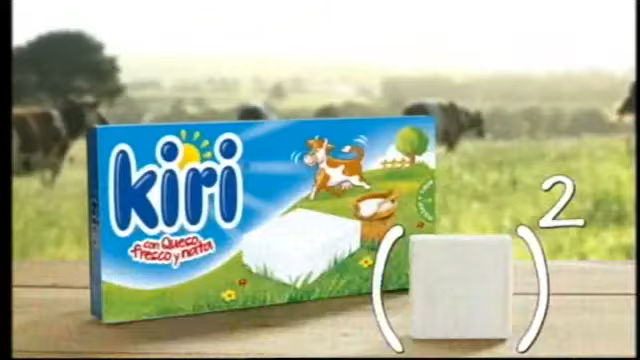 kiri
con Queso
fresco y nata
( )²